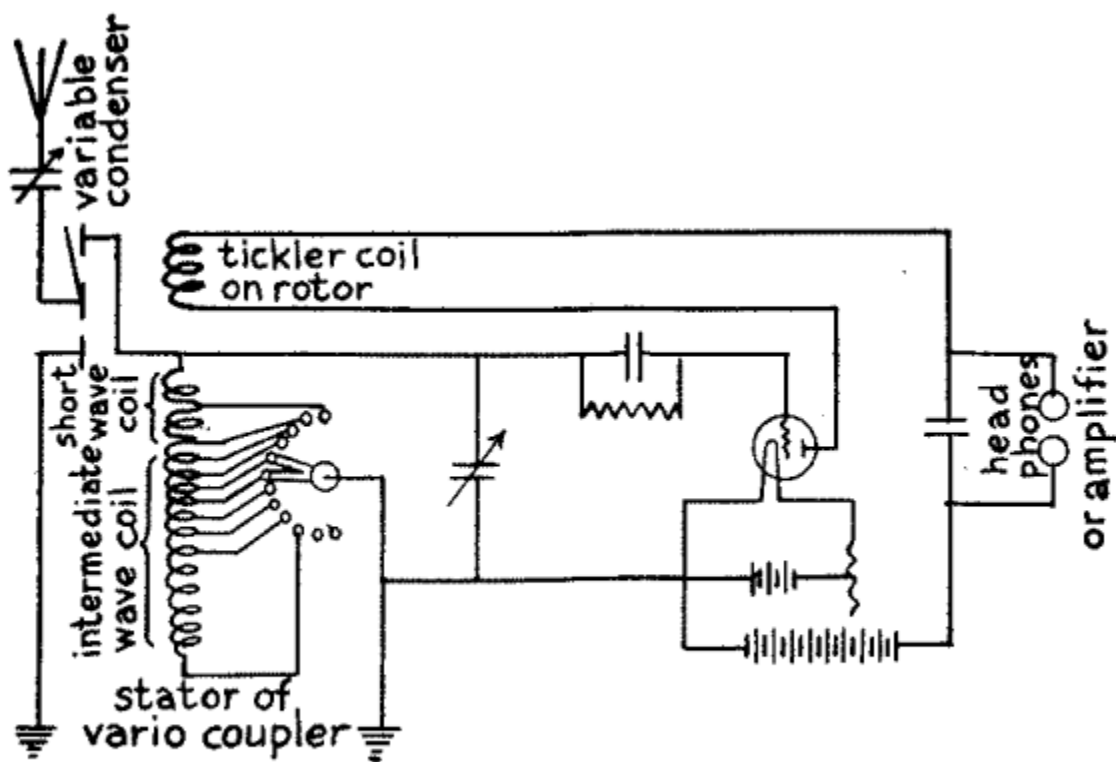 variable
condenser
tickler coil
on rotor
short
wave
coil
intermediate
wave coil
head
phones
or amplifier
stator of
vario coupler